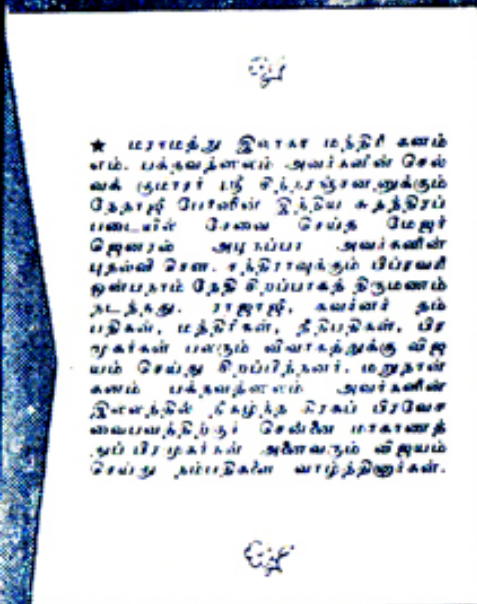 ★ மராமத்து இலாகா மந்திரி கனம்
எம். பக்தவத்ஸலம் அவர்களின் செல்
வக் குமாரர் ஸ்ரீ சித்தரஞ்சனனுக்கும்
நேதாஜி போஸின் இந்திய சுதந்திரப்
படையில் சேவை செய்த மேஜர்
ஜெனரல் அழகப்பா அவர்களின்
புதல்வி சௌ. சந்திராவுக்கும் பிப்ரவரி
ஒன்பதாம் தேதி சிறப்பாகத் திருமணம்
நடந்தது. ராஜாஜி, கவர்னர் தம்
பதிகள், மந்திரிகள், நீதிபதிகள், பிர
முகர்கள் பலரும் விவாகத்துக்கு விஜ
யம் செய்து சிறப்பித்தனர். மறுநாள்
கனம் பக்தவத்ஸலம் அவர்களின்
இல்லத்தில் நிகழ்ந்த கிரகப் பிரவேச
வைபவத்திற்குச் சென்னை மாகாணத்
துப் பிரமுகர்கள் அனைவரும் விஜயம்
செய்து தம்பதிகளை வாழ்த்தினார்கள்.